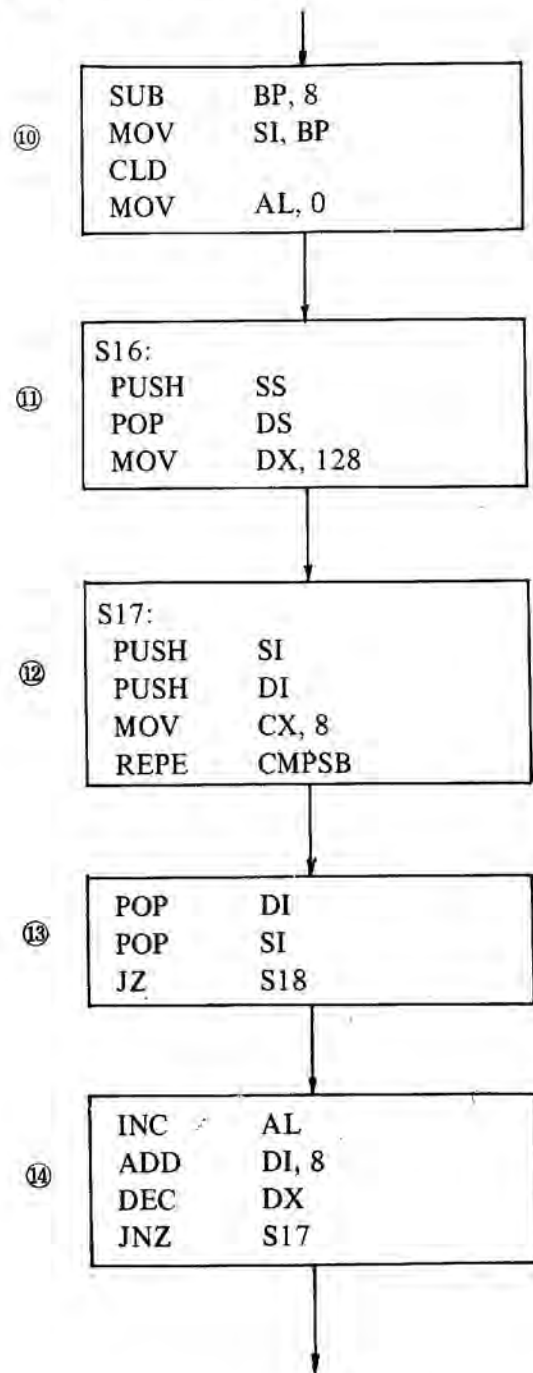 ⑩
SUB BP, 8
MOV SI, BP
CLD
MOV AL, 0
⑪
S16:
PUSH SS
POP DS
MOV DX, 128
⑫
S17:
PUSH SI
PUSH DI
MOV CX, 8
REPE CMPSB
⑬
POP DI
POP SI
JZ S18
⑭
INC AL
ADD DI, 8
DEC DX
JNZ S17